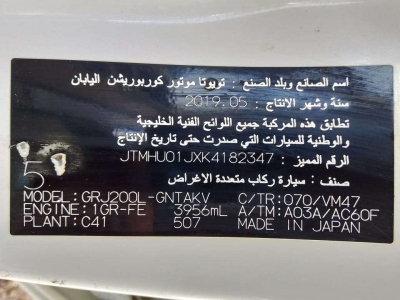 اسم الصانع وبلد الصنع : تويوتا موتور كوربوريشن اليابان
سنة وشهر الانتاج : 2019.05
تطابق هذه المركبة جميع اللوائح الفنية الخليجية
والوطنية للسيارات التي صدرت حتى تاريخ الإنتاج
الرقم المميز : JTMHU01JXK4182347
صنف : سيارة ركاب متعددة الاغراض
5
MODEL: GRJ200L-GNTAKV C/TR: 070/VM47
ENGINE: 1GR-FE 3956mL A/TM: A03A/AC60F
PLANT: C41 507 MADE IN JAPAN